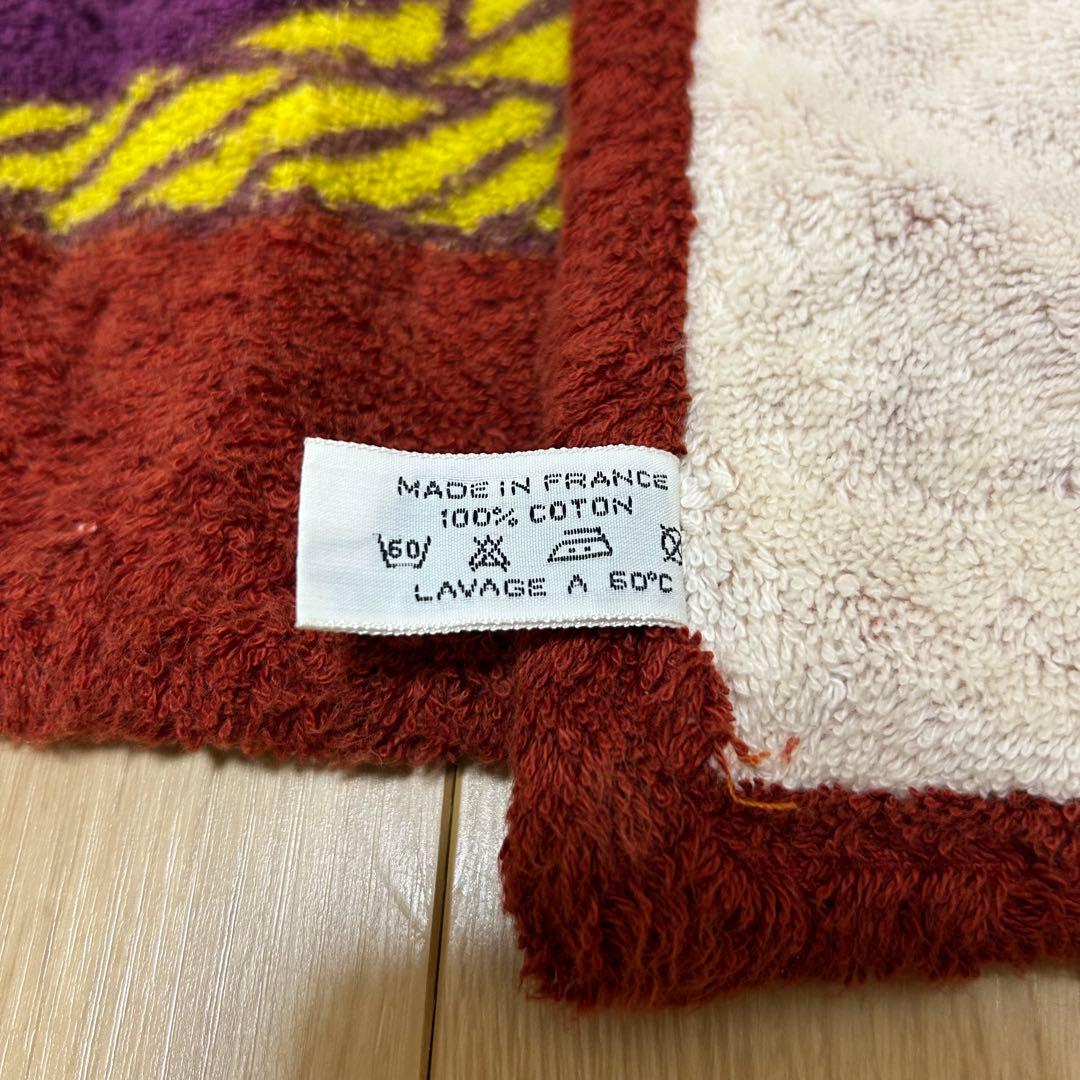 MADE IN FRANCE
100% COTON
60
LAVAGE A 60°C